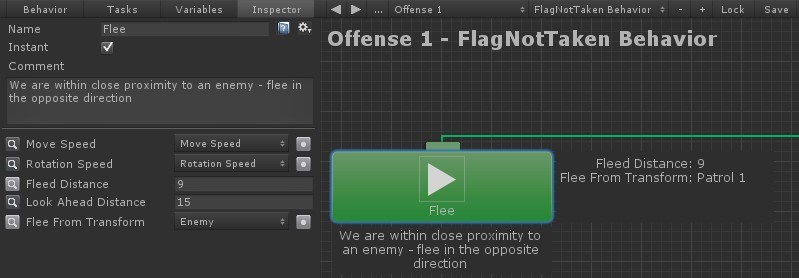 Behavior Tasks Variables Inspector
... Offense 1 FlagNotTaken Behavior - + Lock Save
Name Flee
Instant
Comment
We are within close proximity to an enemy - flee in
the opposite direction
Move Speed Move Speed
Rotation Speed Rotation Speed
Fleed Distance 9
Look Ahead Distance 15
Flee From Transform Enemy
Offense 1 - FlagNotTaken Behavior
Flee
We are within close proximity to
an enemy - flee in the opposite
direction
Fleed Distance: 9
Flee From Transform: Patrol 1